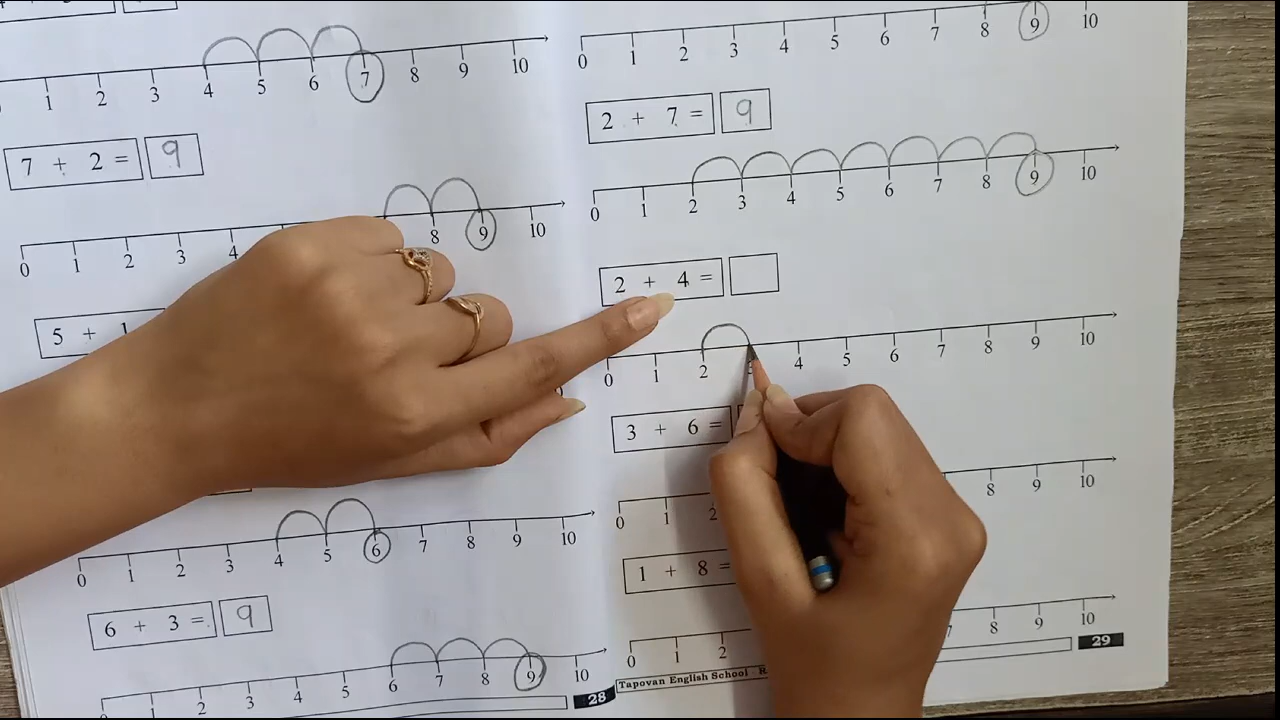 4 5 6 7 8 9 10
1 2 3
7 + 2 = 9
0 1 2 3 4 8 9 10
5 + 1
4 5 6 7 8 9 10
0 1 2 3
6 + 3 = 9
6 7 8 9 10
1 2 3 4 5
0
28
0 1 2 3 4 5 6 7 8 9 10
2 + 7 = 9
0 1 2 3 4 5 6 7 8 9 10
2 + 4 =
0 1 2 4 5 6 7 8 9 10
3 + 6 =
0 1 2 8 9 10
1 + 8 =
0 1 2 7 8 9 10
29
Tapovan English School